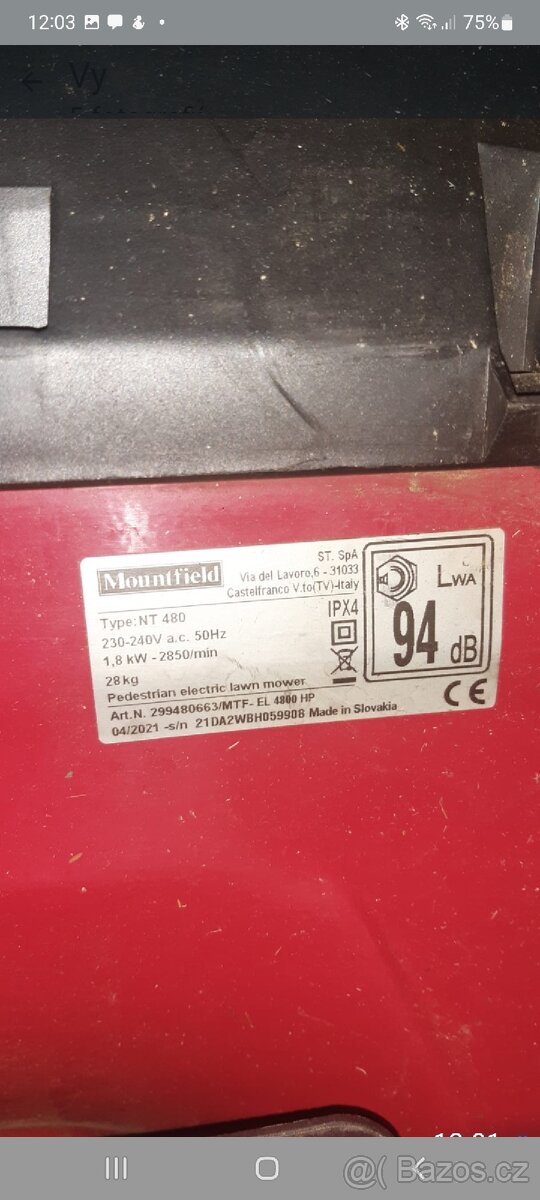 12:03
75%
Vy
Mountfield
ST. SpA
Via del Lavoro,6 - 31033
Castelfranco V.to(TV)-Italy
Type:NT 480
230-240V a.c. 50Hz
1,8 kW - 2850/min
28kg
IPX4
LWA
94 dB
Pedestrian electric lawn mower
Art.N. 299480663/MTF- EL 4800 HP
04/2021 -s/n 21DA2WBH059908 Made in Slovakia
CE
@Bazos.cz